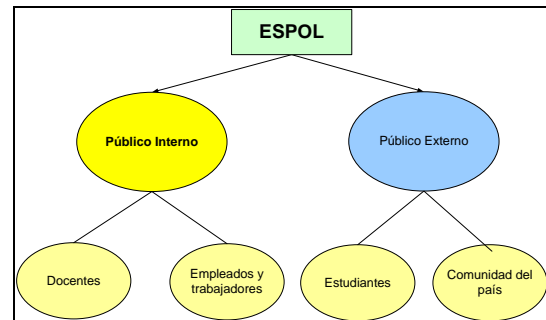 ESPOL
Público Interno
Público Externo
Docentes
Empleados y
trabajadores
Estudiantes
Comunidad del
país